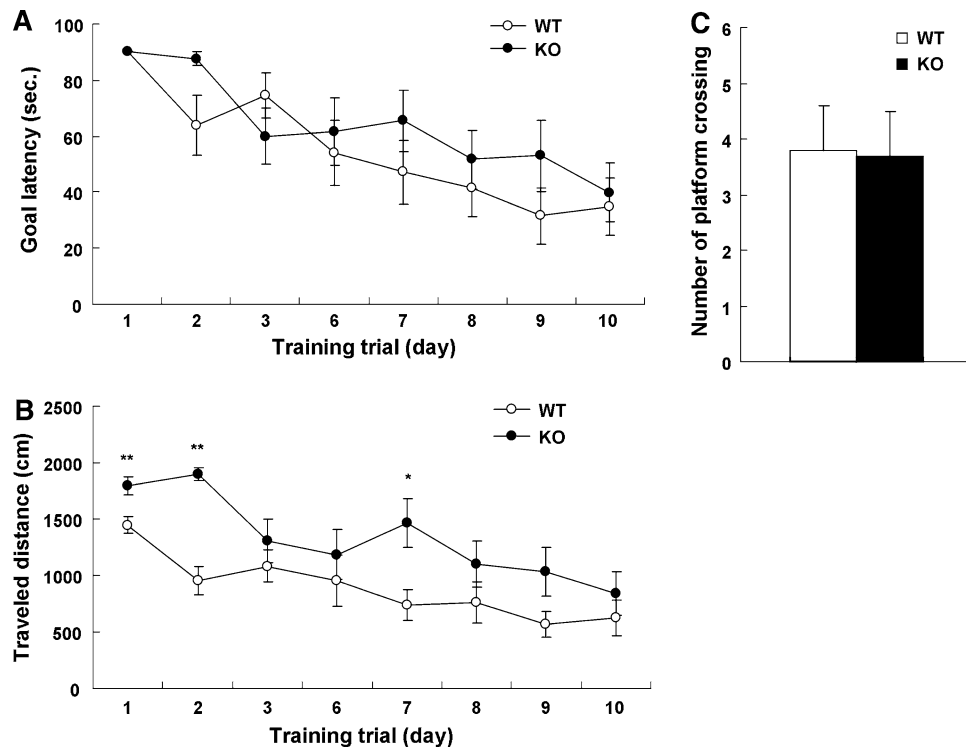 A
Goal latency (sec.)
100
80
60
40
20
0
WT
KO
1 2 3 6 7 8 9 10
Training trial (day)
C
Number of platform crossing
6
5
4
3
2
1
0
WT
KO
B
Traveled distance (cm)
2500
2000
1500
1000
500
0
WT
KO
** ** *
1 2 3 6 7 8 9 10
Training trial (day)